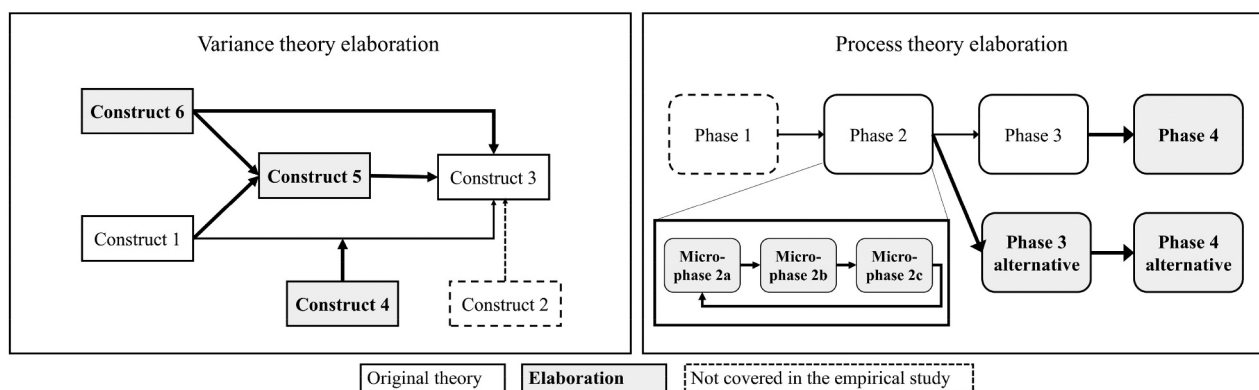 Variance theory elaboration
Construct 6
Construct 5
Construct 3
Construct 1
Construct 4
Construct 2
Process theory elaboration
Phase 1
Phase 2
Phase 3
Phase 4
Phase 3
alternative
Phase 4
alternative
Micro-
phase 2a
Micro-
phase 2b
Micro-
phase 2c
Original theory
Elaboration
Not covered in the empirical study